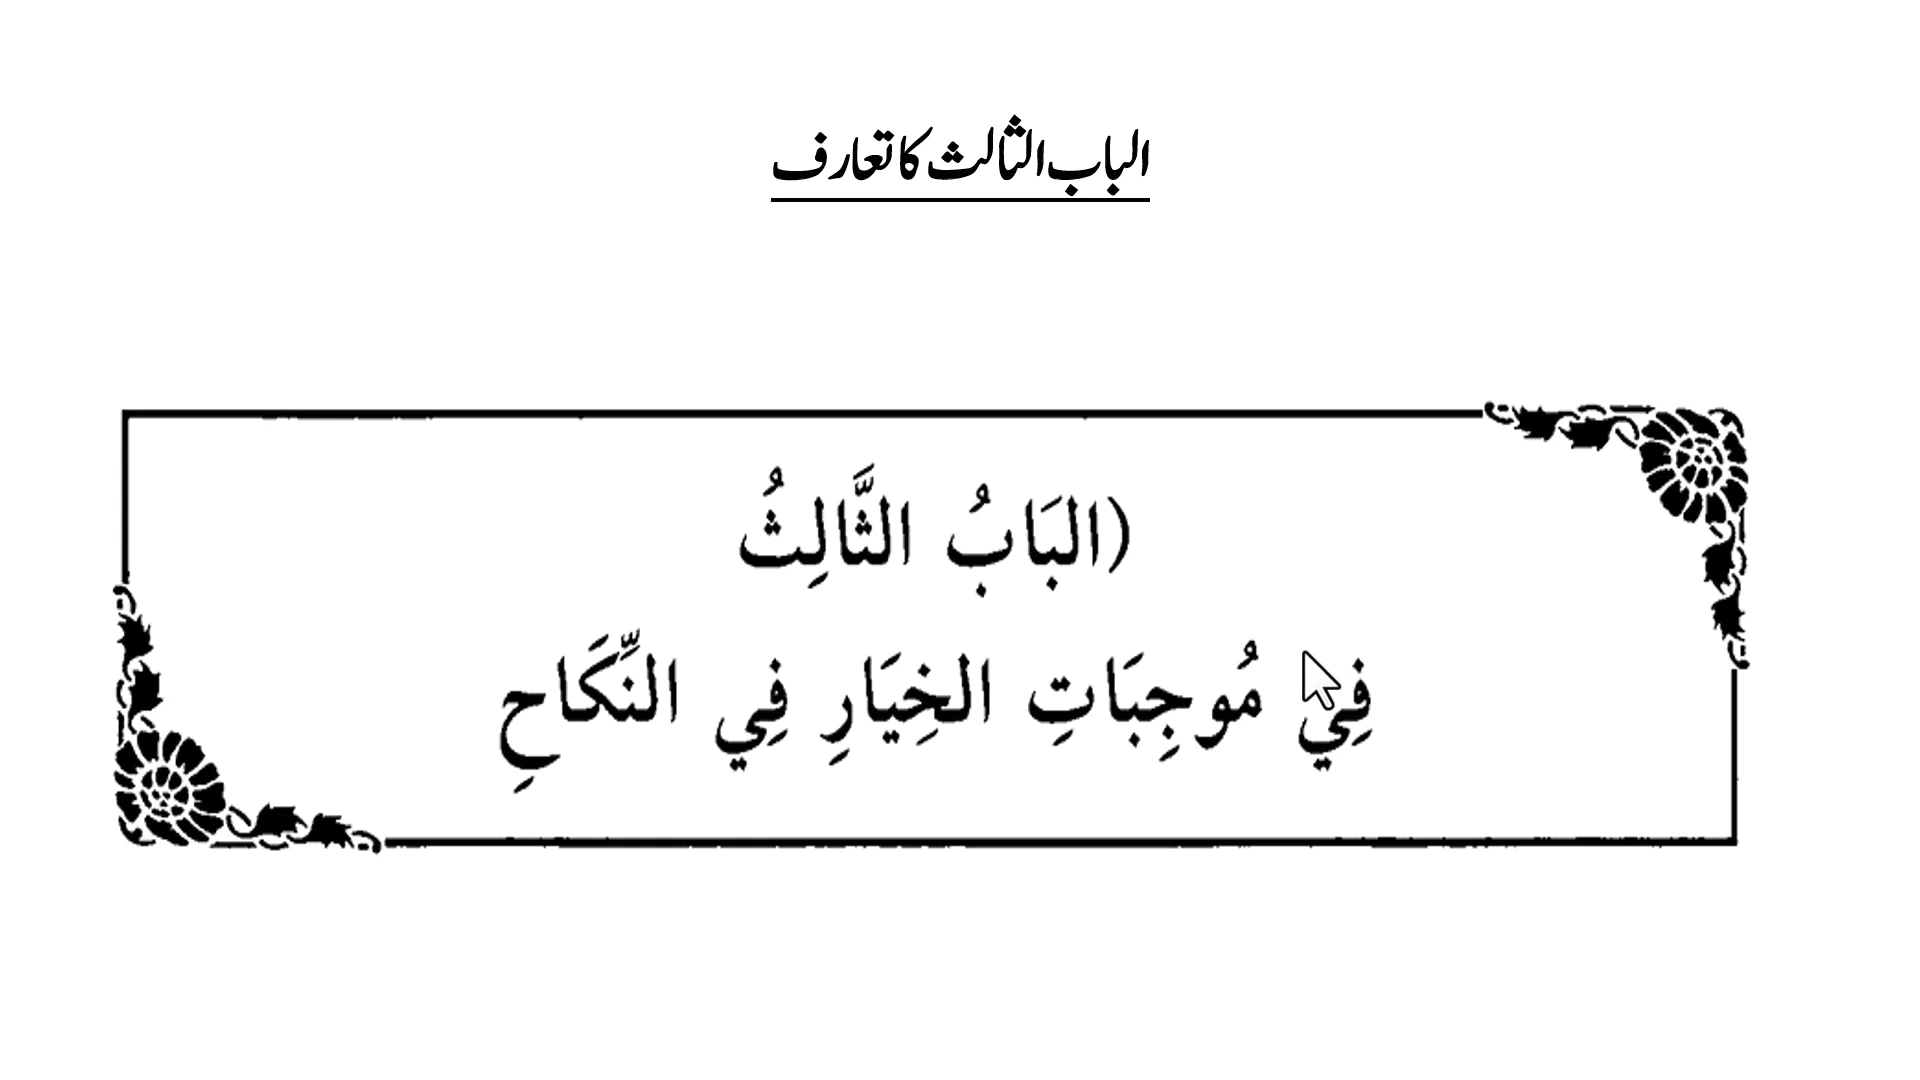 الباب الثالث کا تعارف
(البَابُ الثَّالِثُ
فِي مُوجِبَاتِ الخِيَارِ فِي النِّكَاحِ